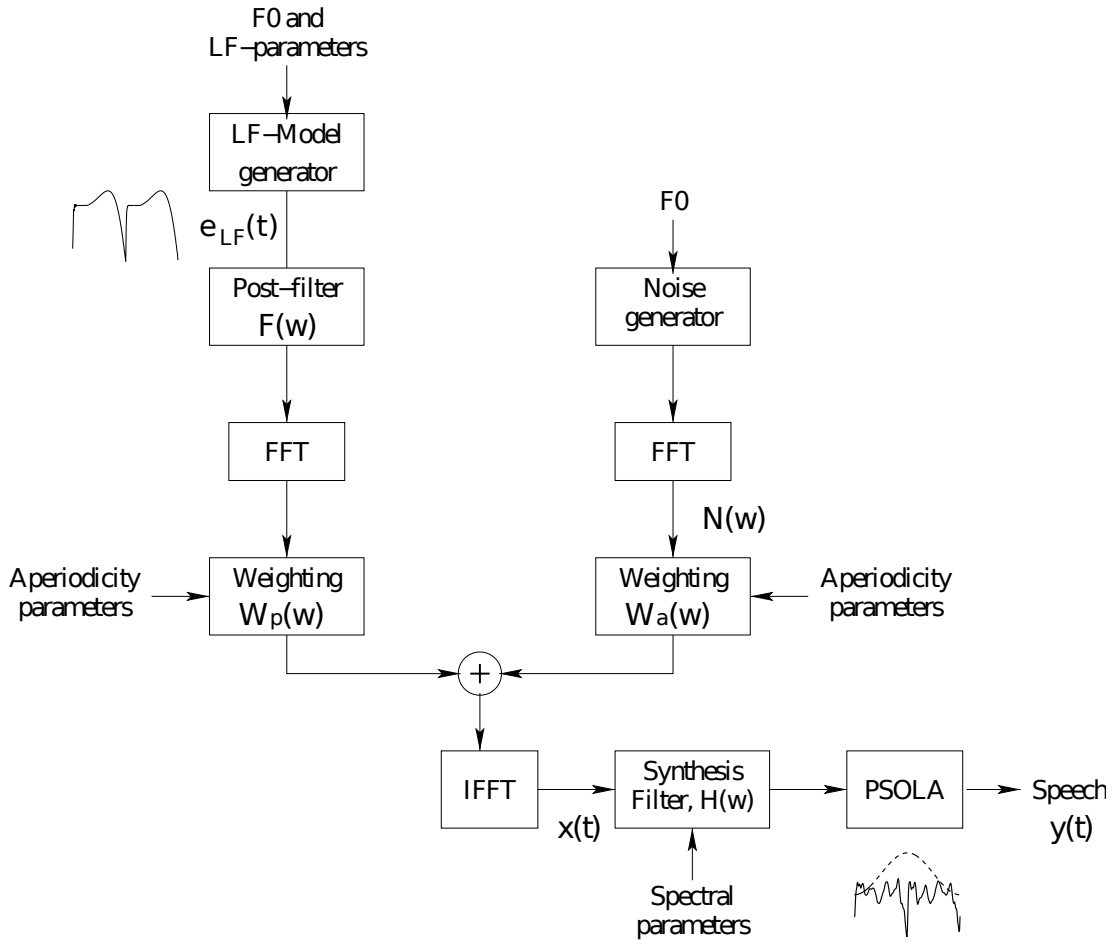 F0 and
LF-parameters
LF-Model
generator
e_LF(t)
F0
Post-filter
F(w)
Noise
generator
FFT
FFT
N(w)
Aperiodicity
parameters
Weighting
Wp(w)
Weighting
Wa(w)
Aperiodicity
parameters
+
IFFT
x(t)
Synthesis
Filter, H(w)
PSOLA
Speech
y(t)
Spectral
parameters